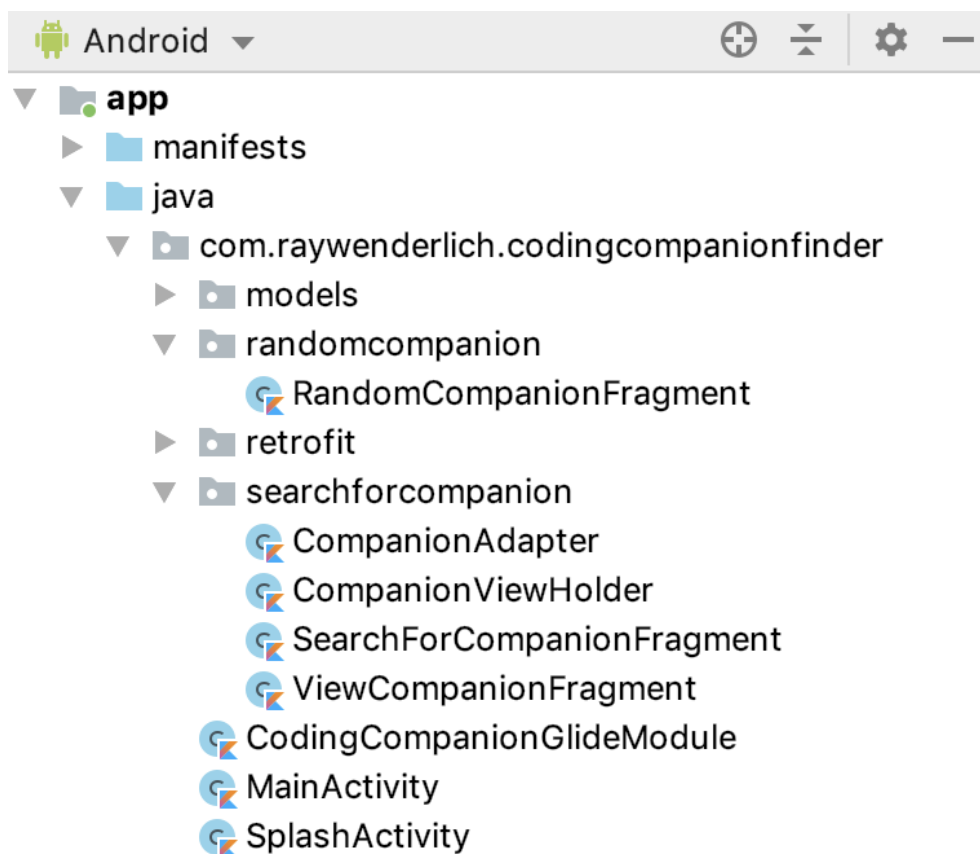 Android
app
manifests
java
com.raywenderlich.codingcompanionfinder
models
randomcompanion
RandomCompanionFragment
retrofit
searchforcompanion
CompanionAdapter
CompanionViewHolder
SearchForCompanionFragment
ViewCompanionFragment
CodingCompanionGlideModule
MainActivity
SplashActivity